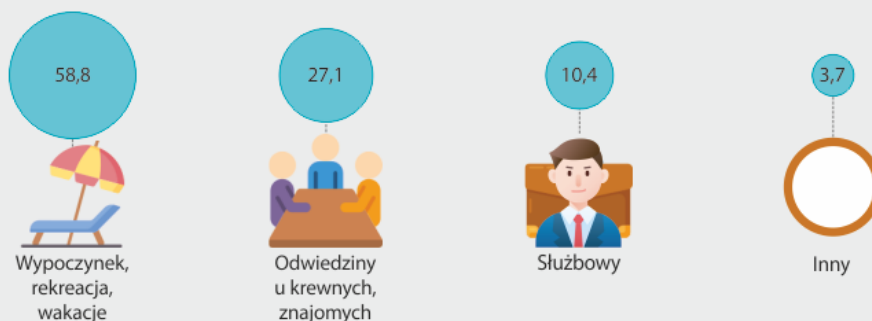 58,8
27,1
10,4
3,7
Wypoczynek,
rekreacja,
wakacje
Odwiedziny
u krewnych,
znajomych
Służbowy
Inny